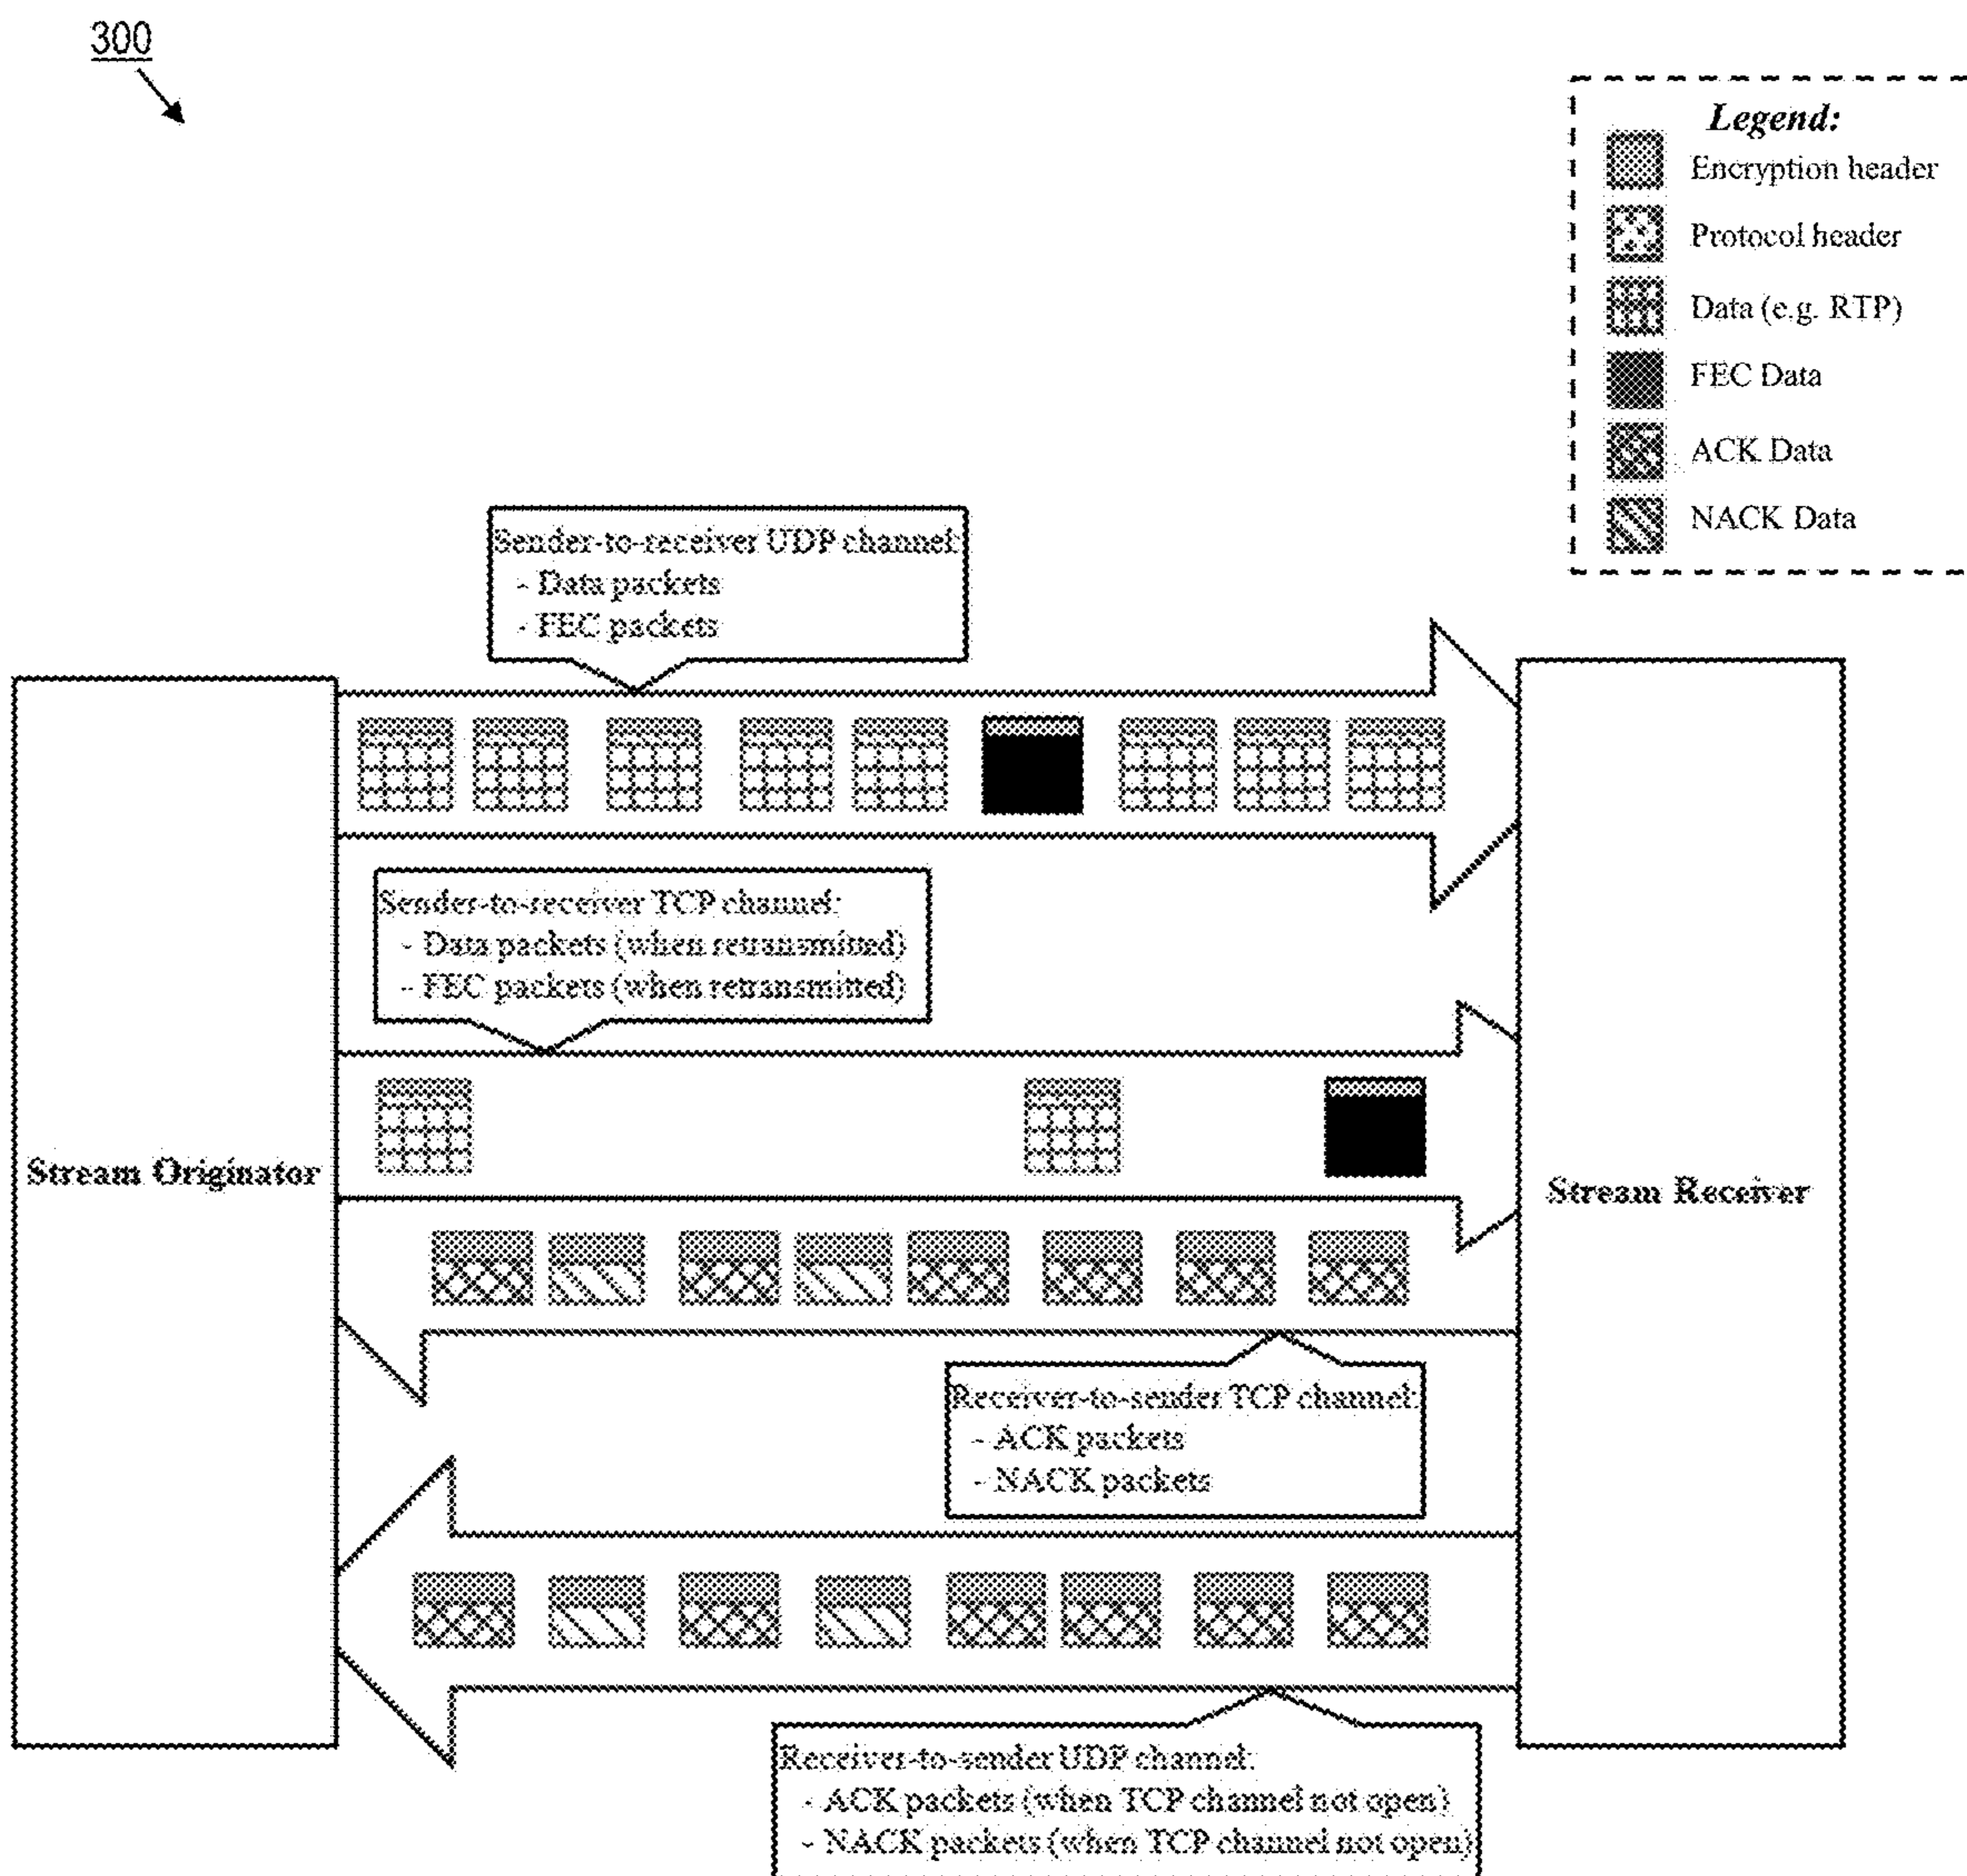 300
Legend:
Encryption header
Protocol header
Data (e.g. RTP)
FEC Data
ACK Data
NACK Data
Sender-to-receiver UDP channel:
- Data packets
- FEC packets
Sender-to-receiver TCP channel:
- Data packets (when retransmitted)
- FEC packets (when retransmitted)
Stream Originator
Stream Receiver
Receiver-to-sender TCP channel:
- ACK packets
- NACK packets
Receiver-to-sender UDP channel:
- ACK packets (when TCP channel not open)
- NACK packets (when TCP channel not open)